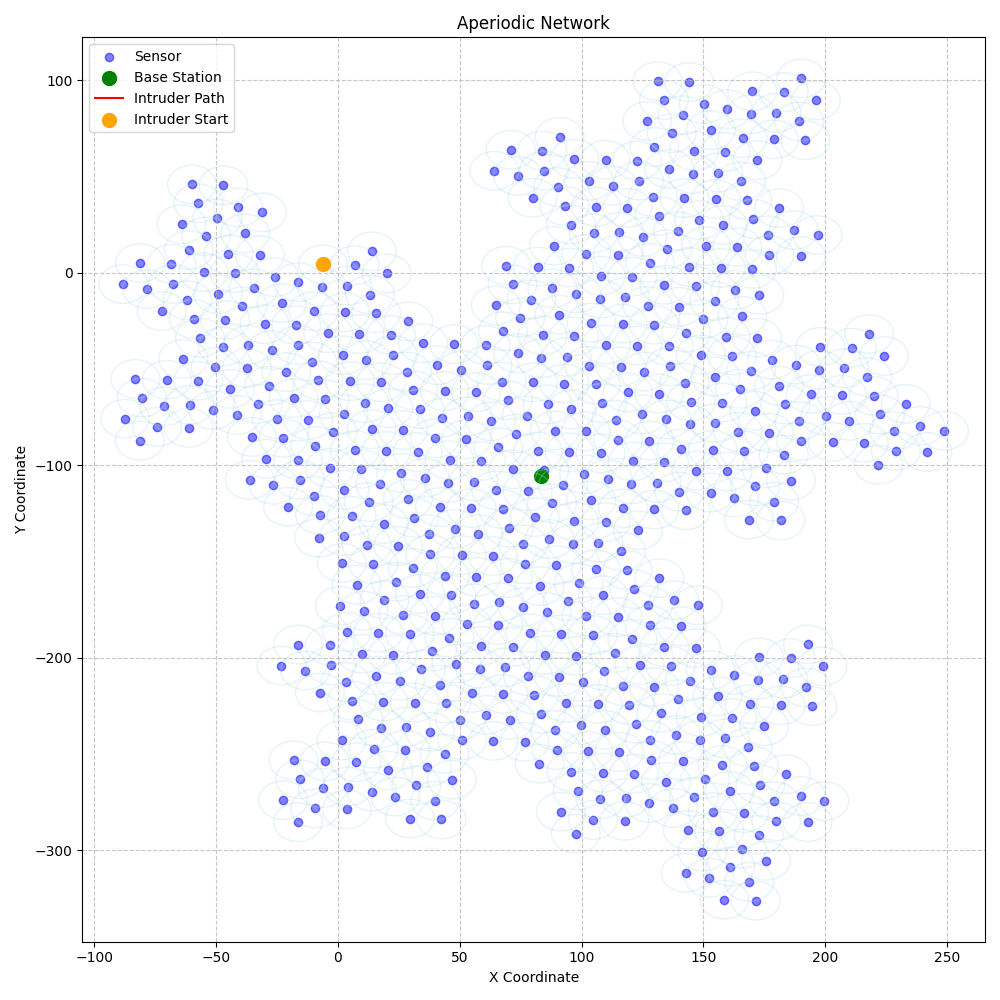 Aperiodic Network
Sensor
Base Station
Intruder Path
Intruder Start
Y Coordinate
100
0
−100
−200
−300
−100
−50
0
50
100
150
200
250
X Coordinate